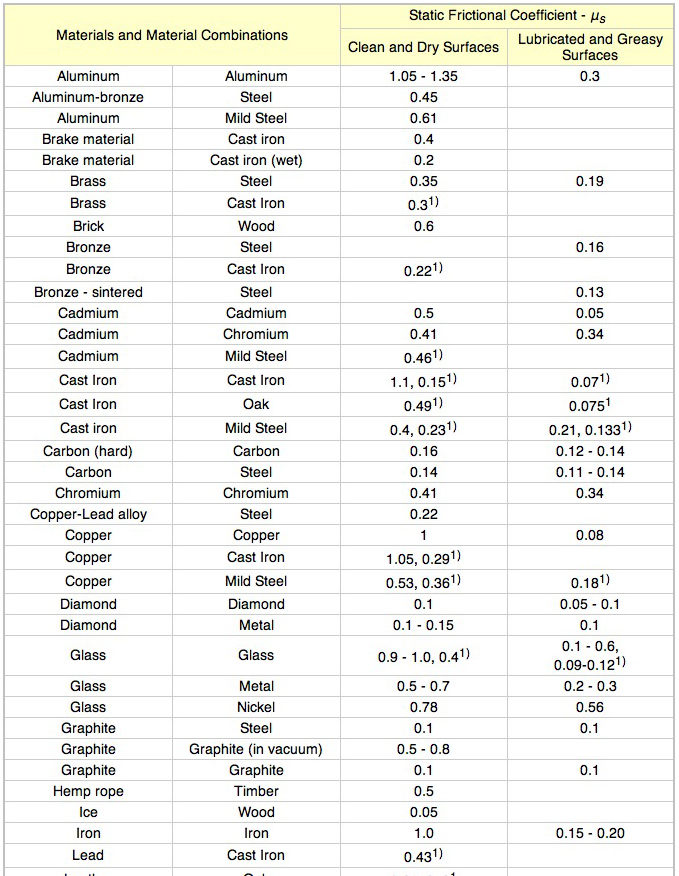 Materials and Material Combinations Static Frictional Coefficient - μs
Clean and Dry Surfaces Lubricated and Greasy Surfaces
Aluminum Aluminum 1.05 - 1.35 0.3
Aluminum-bronze Steel 0.45
Aluminum Mild Steel 0.61
Brake material Cast iron 0.4
Brake material Cast iron (wet) 0.2
Brass Steel 0.35 0.19
Brass Cast Iron 0.31)
Brick Wood 0.6
Bronze Steel 0.16
Bronze Cast Iron 0.221)
Bronze - sintered Steel 0.13
Cadmium Cadmium 0.5 0.05
Cadmium Chromium 0.41 0.34
Cadmium Mild Steel 0.461)
Cast Iron Cast Iron 1.1, 0.151) 0.071)
Cast Iron Oak 0.491) 0.0751
Cast iron Mild Steel 0.4, 0.231) 0.21, 0.1331)
Carbon (hard) Carbon 0.16 0.12 - 0.14
Carbon Steel 0.14 0.11 - 0.14
Chromium Chromium 0.41 0.34
Copper-Lead alloy Steel 0.22
Copper Copper 1 0.08
Copper Cast Iron 1.05, 0.291)
Copper Mild Steel 0.53, 0.361) 0.181)
Diamond Diamond 0.1 0.05 - 0.1
Diamond Metal 0.1 - 0.15 0.1
Glass Glass 0.9 - 1.0, 0.41) 0.1 - 0.6, 0.09-0.121)
Glass Metal 0.5 - 0.7 0.2 - 0.3
Glass Nickel 0.78 0.56
Graphite Steel 0.1 0.1
Graphite Graphite (in vacuum) 0.5 - 0.8
Graphite Graphite 0.1 0.1
Hemp rope Timber 0.5
Ice Wood 0.05
Iron Iron 1.0 0.15 - 0.20
Lead Cast Iron 0.431)